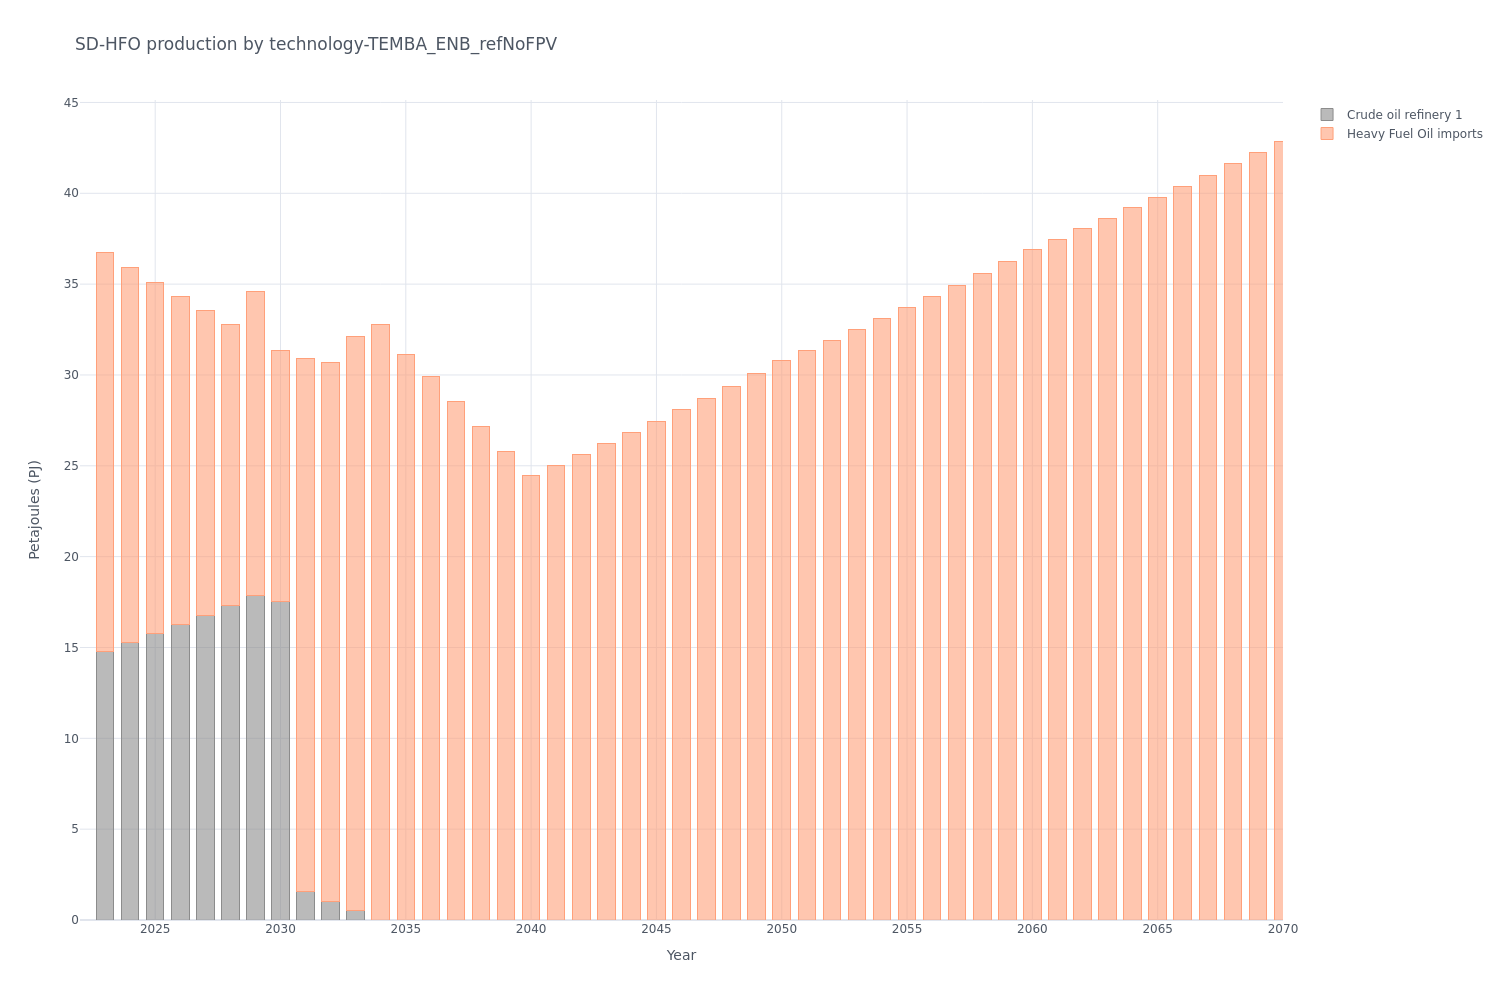 SD-HFO production by technology-TEMBA_ENB_refNoFPV
45
40
35
30
25
20
15
10
5
0
Petajoules (PJ)
2025 2030 2035 2040 2045 2050 2055 2060 2065 2070
Year
Crude oil refinery 1
Heavy Fuel Oil imports